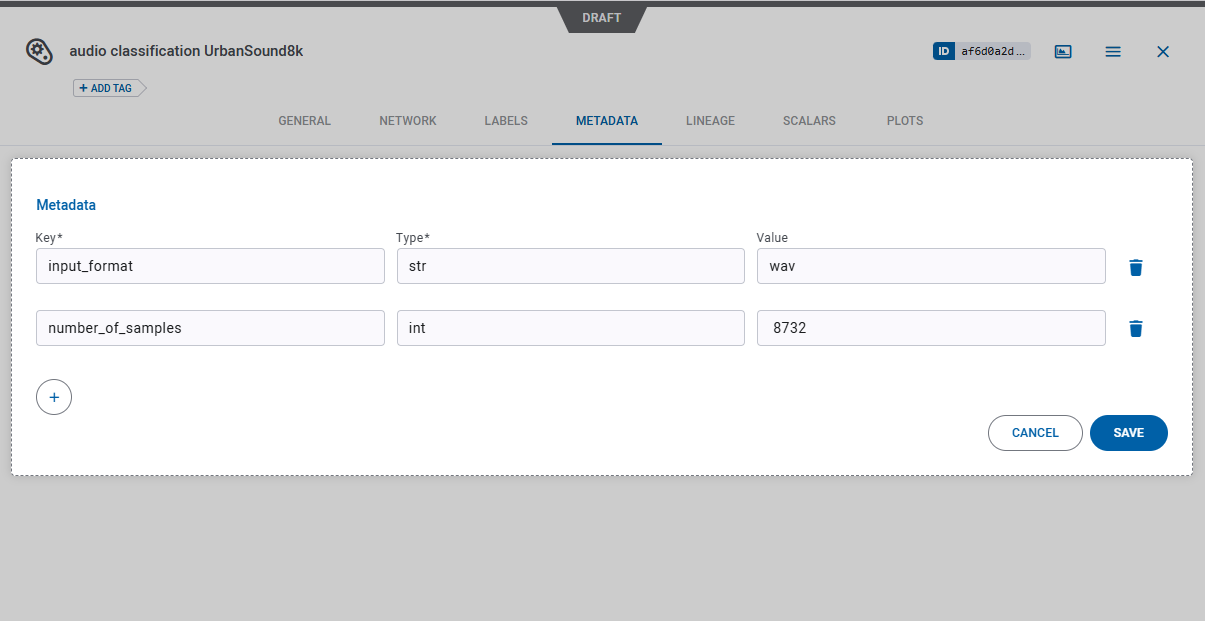 DRAFT
audio classification UrbanSound8k
ID af6d0a2d...
+ ADD TAG
GENERAL NETWORK LABELS METADATA LINEAGE SCALARS PLOTS
Metadata
Key* Type* Value
input_format str wav
number_of_samples int 8732
+
CANCEL SAVE